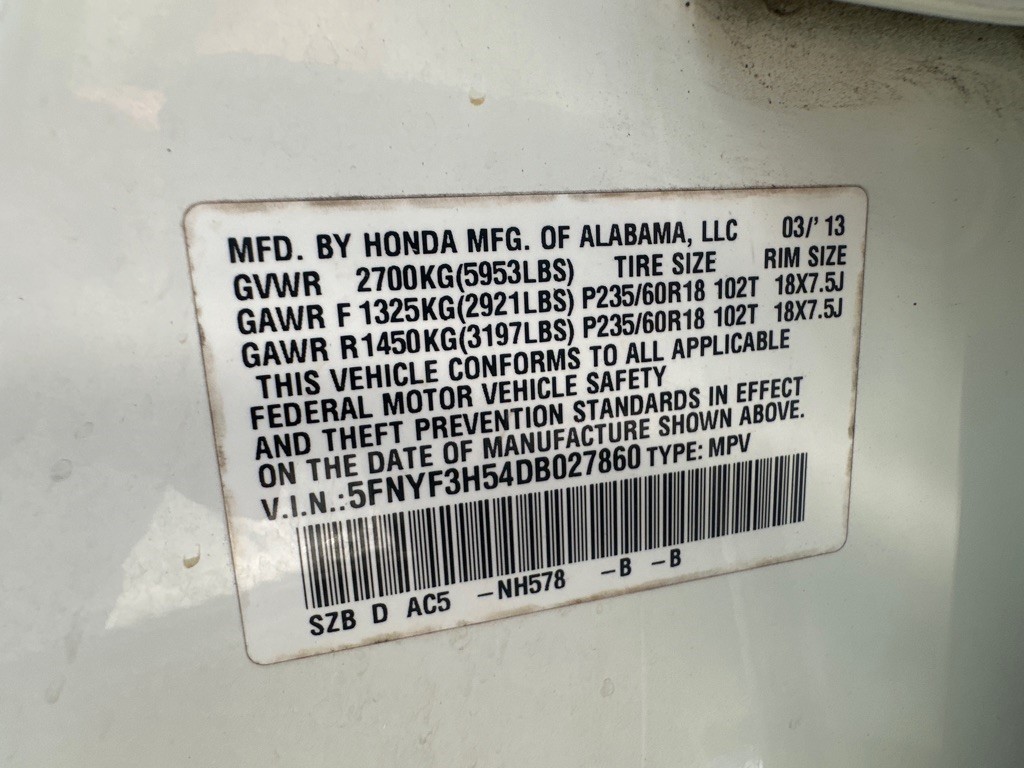 MFD. BY HONDA MFG. OF ALABAMA, LLC 03/'13
GVWR 2700KG(5953LBS) TIRE SIZE RIM SIZE
GAWR F 1325KG(2921LBS) P235/60R18 102T 18X7.5J
GAWR R1450KG(3197LBS) P235/60R18 102T 18X7.5J
THIS VEHICLE CONFORMS TO ALL APPLICABLE
FEDERAL MOTOR VEHICLE SAFETY
AND THEFT PREVENTION STANDARDS IN EFFECT
ON THE DATE OF MANUFACTURE SHOWN ABOVE.
V.I.N.:5FNYF3H54DB027860 TYPE: MPV
SZB D AC5 -NH578 -B -B